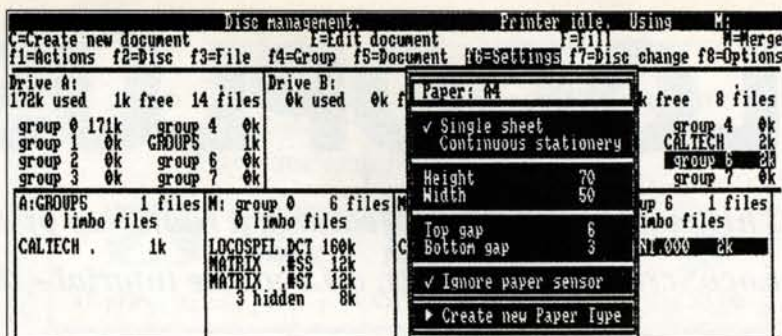 Disc management. Printer idle. Using M:
C=Create new document E=Edit document F=Fill M=Merge
f1=Actions f2=Disc f3=File f4=Group f5=Document f6=Settings f7=Disc change f8=Options
Drive A: Drive B:
172k used 1k free 14 files 0k used 0k f k free 8 files
group 0 171k group 4 0k group 4 0k
group 1 0k GROUP5 1k CALTECH 2k
group 2 0k group 6 0k group 6 2k
group 3 0k group 7 0k group 7 0k
Paper: A4
✓ Single sheet
Continuous stationery
Height 70
Width 50
Top gap 6
Bottom gap 3
✓ Ignore paper sensor
▶ Create new Paper Type
A:GROUP5 1 files M: group 0 6 files M up 6 1 files
0 limbo files 0 limbo files imbo files
CALTECH . 1k LOCOSPEL.DCT 160k C NI.000 2k
MATRIX .#SS 12k
MATRIX .#ST 12k
3 hidden 8k